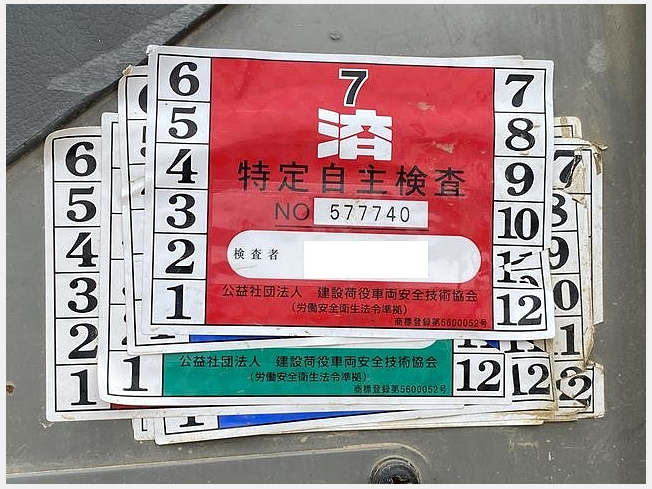 7
済
特定自主検査
NO 577740
検査者
公益社団法人 建設荷役車両安全技術協会
(労働安全衛生法令準拠)
商標登録第5600052号
6
5
4
3
2
1
7
8
9
10
12
公益社団法人 建設荷役車両安全技術協会
(労働安全衛生法令準拠)
商標登録第5600052号
1
12
6
5
4
3
2
1
7
12